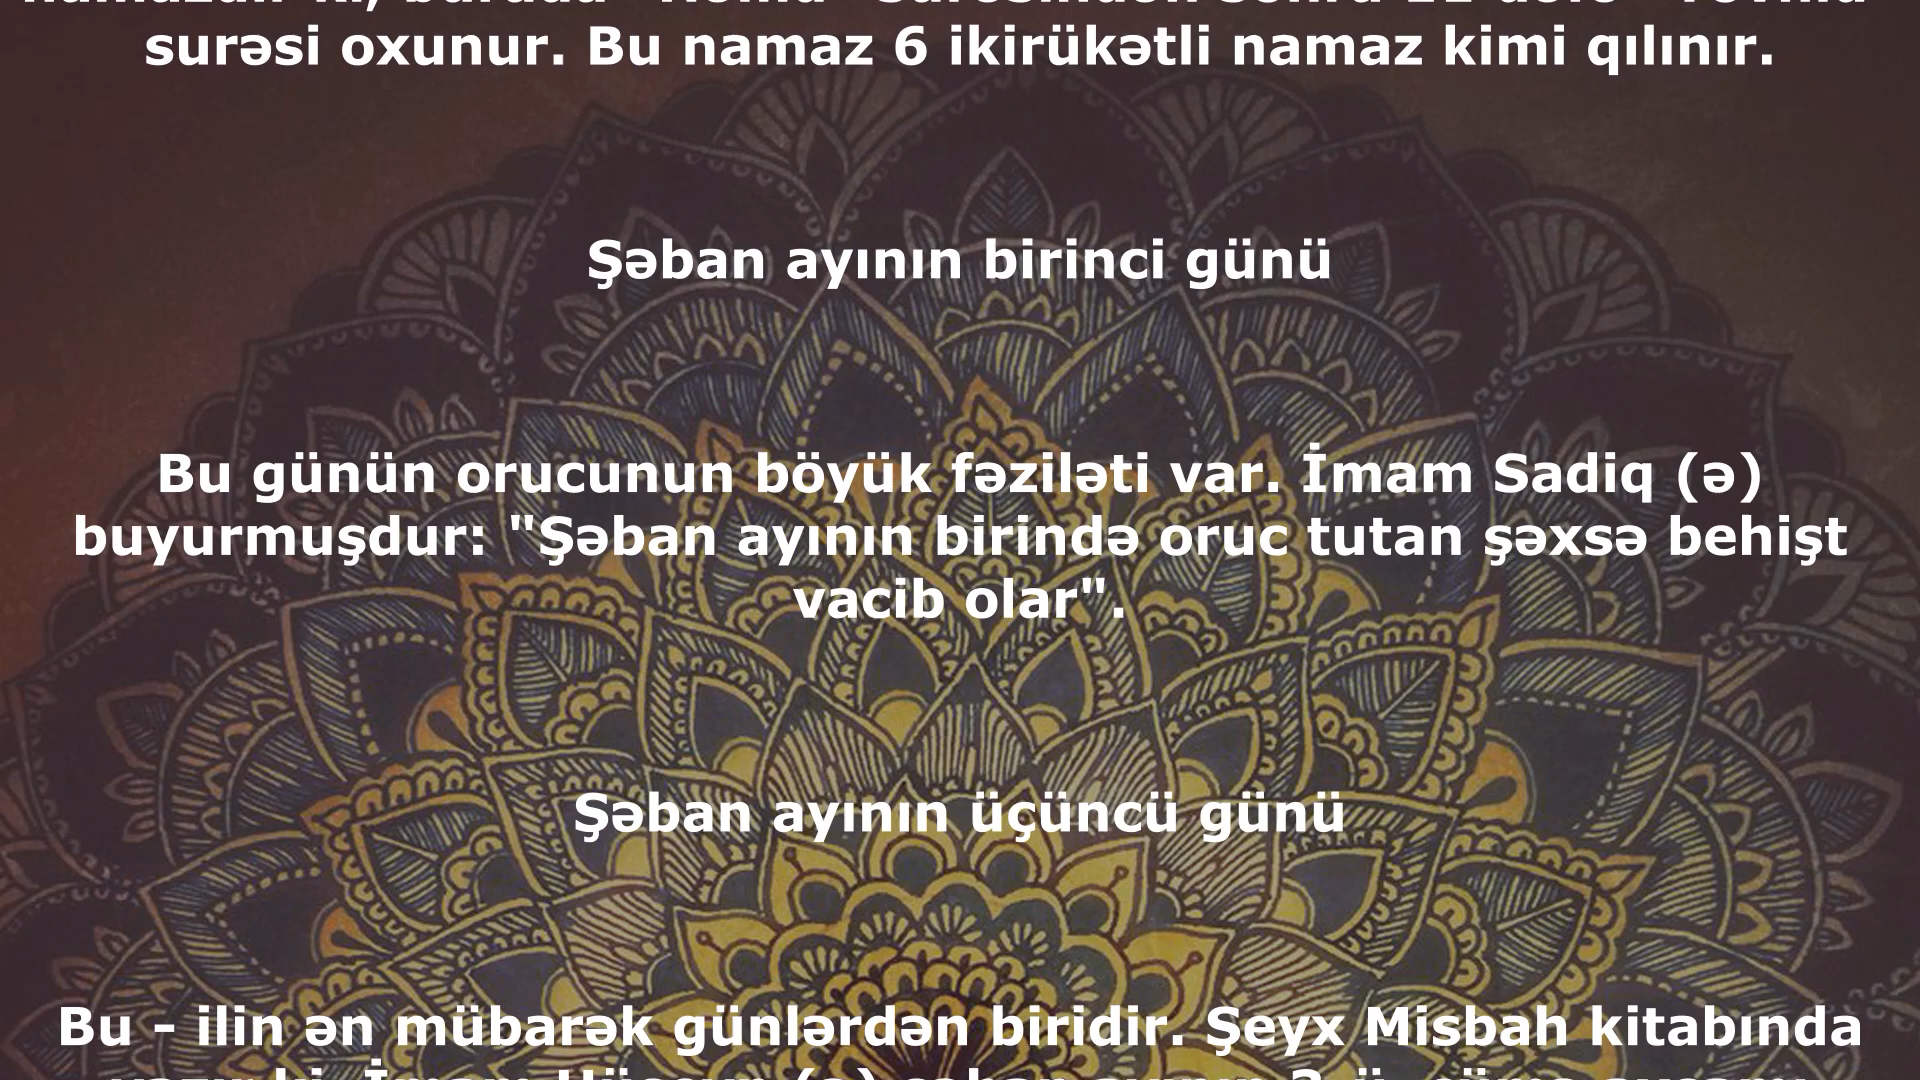 surəsi oxunur. Bu namaz 6 ikirükətli namaz kimi qılınır.
Şəban ayının birinci günü
Bu günün orucunun böyük fəziləti var. İmam Sadiq (ə)
buyurmuşdur: "Şəban ayının birində oruc tutan şəxsə behişt
vacib olar".
Şəban ayının üçüncü günü
Bu – ilin ən mübarək günlərdən biridir. Şeyx Misbah kitabında